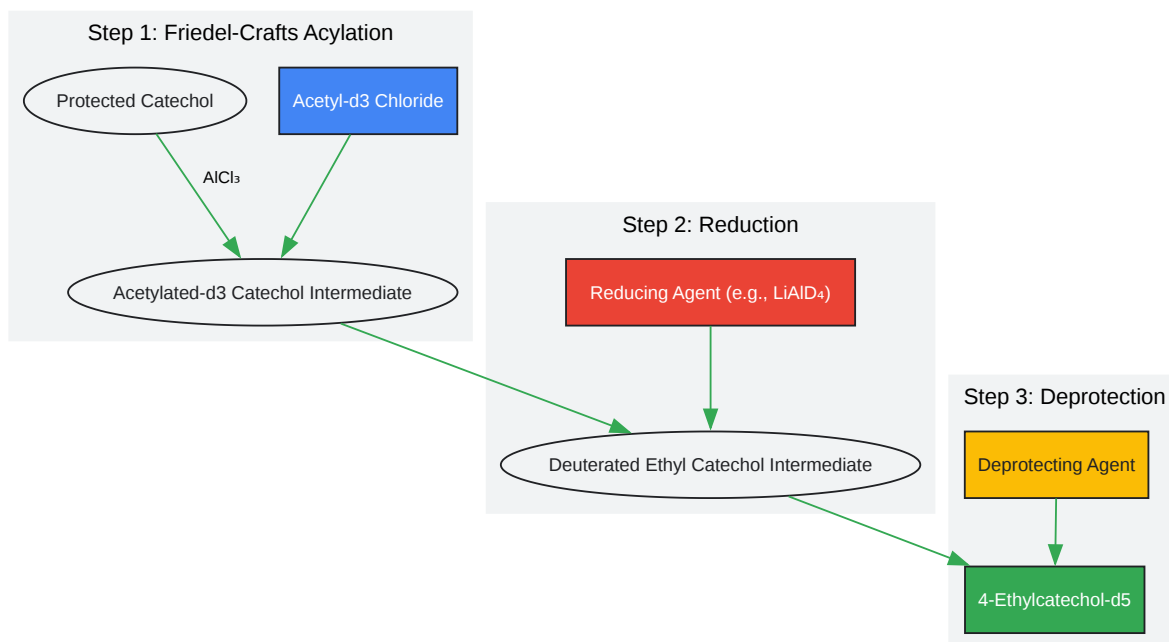 Step 1: Friedel-Crafts Acylation
Protected Catechol
Acetyl-d3 Chloride
AlCl₃
Acetylated-d3 Catechol Intermediate
Step 2: Reduction
Reducing Agent (e.g., LiAlD₄)
Deuterated Ethyl Catechol Intermediate
Step 3: Deprotection
Deprotecting Agent
4-Ethylcatechol-d5